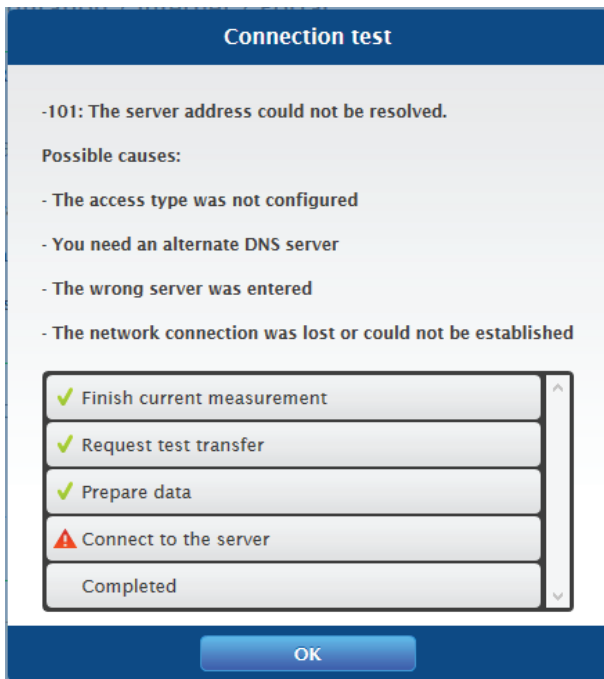 Connection test
-101: The server address could not be resolved.
Possible causes:
- The access type was not configured
- You need an alternate DNS server
- The wrong server was entered
- The network connection was lost or could not be established
Finish current measurement
Request test transfer
Prepare data
Connect to the server
Completed
OK